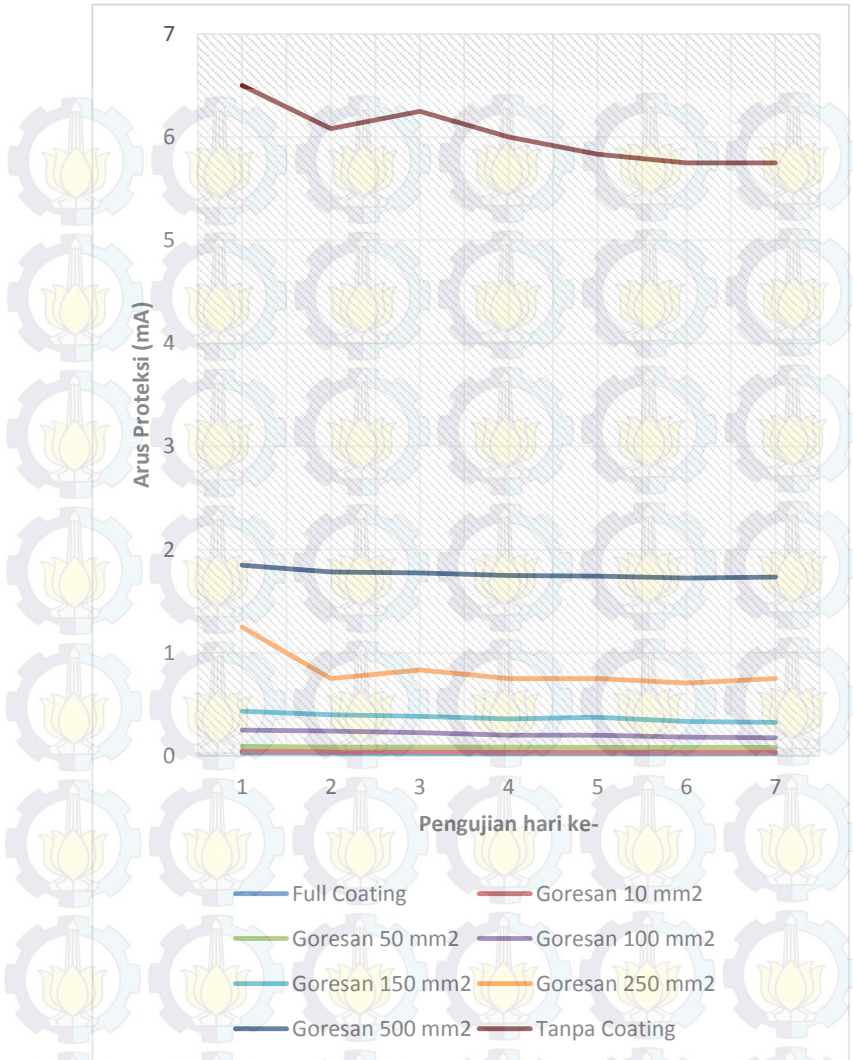 7
6
5
4
3
2
1
0
Arus Proteksi (mA)
1 2 3 4 5 6 7
Pengujian hari ke-
Full Coating Goresan 10 mm2
Goresan 50 mm2 Goresan 100 mm2
Goresan 150 mm2 Goresan 250 mm2
Goresan 500 mm2 Tanpa Coating